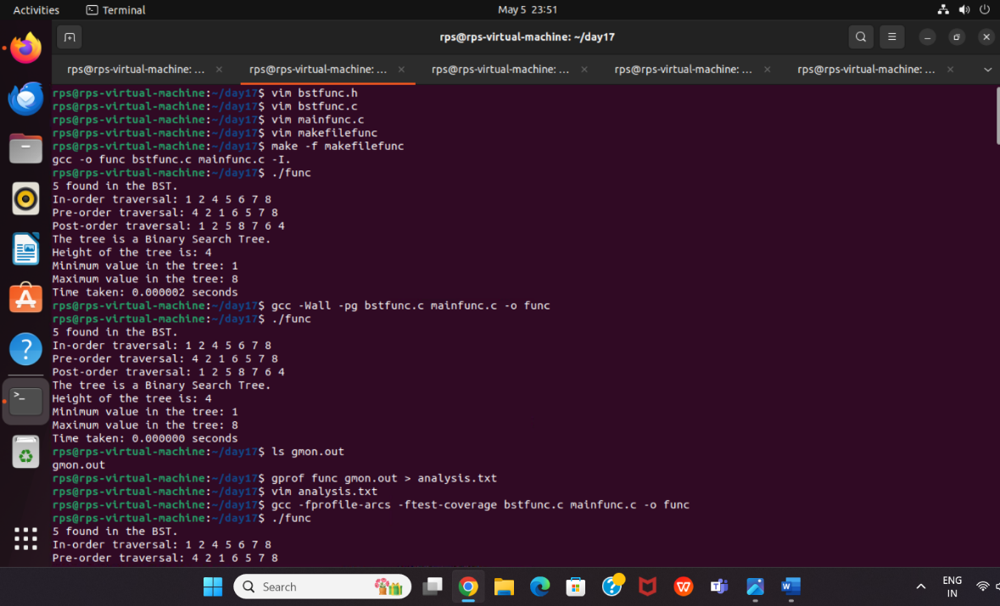 Activities Terminal May 5 23:51
rps@rps-virtual-machine: ~/day17
rps@rps-virtual-machine: ... rps@rps-virtual-machine: ... rps@rps-virtual-machine: ... rps@rps-virtual-machine: ... rps@rps-virtual-machine: ...
rps@rps-virtual-machine:~/day17$ vim bstfunc.h
rps@rps-virtual-machine:~/day17$ vim bstfunc.c
rps@rps-virtual-machine:~/day17$ vim mainfunc.c
rps@rps-virtual-machine:~/day17$ vim makefilefunc
rps@rps-virtual-machine:~/day17$ make -f makefilefunc
gcc -o func bstfunc.c mainfunc.c -I.
rps@rps-virtual-machine:~/day17$ ./func
5 found in the BST.
In-order traversal: 1 2 4 5 6 7 8
Pre-order traversal: 4 2 1 6 5 7 8
Post-order traversal: 1 2 5 8 7 6 4
The tree is a Binary Search Tree.
Height of the tree is: 4
Minimum value in the tree: 1
Maximum value in the tree: 8
Time taken: 0.000002 seconds
rps@rps-virtual-machine:~/day17$ gcc -Wall -pg bstfunc.c mainfunc.c -o func
rps@rps-virtual-machine:~/day17$ ./func
5 found in the BST.
In-order traversal: 1 2 4 5 6 7 8
Pre-order traversal: 4 2 1 6 5 7 8
Post-order traversal: 1 2 5 8 7 6 4
The tree is a Binary Search Tree.
Height of the tree is: 4
Minimum value in the tree: 1
Maximum value in the tree: 8
Time taken: 0.000000 seconds
rps@rps-virtual-machine:~/day17$ ls gmon.out
gmon.out
rps@rps-virtual-machine:~/day17$ gprof func gmon.out > analysis.txt
rps@rps-virtual-machine:~/day17$ vim analysis.txt
rps@rps-virtual-machine:~/day17$ gcc -fprofile-arcs -ftest-coverage bstfunc.c mainfunc.c -o func
rps@rps-virtual-machine:~/day17$ ./func
5 found in the BST.
In-order traversal: 1 2 4 5 6 7 8
Pre-order traversal: 4 2 1 6 5 7 8
Search
ENG
IN